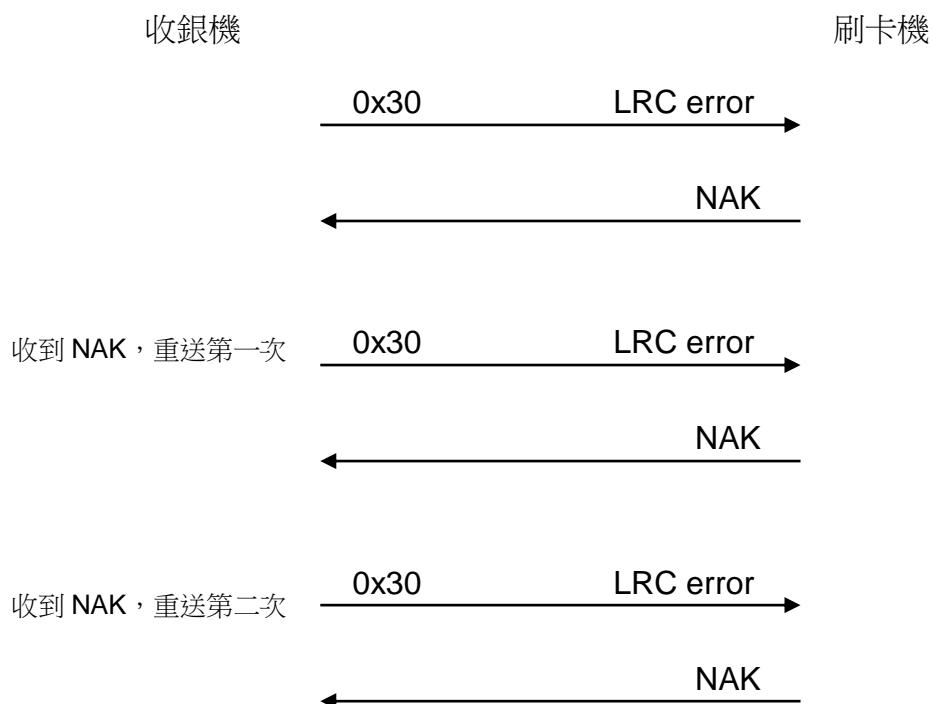 收銀機 刷卡機
0x30 LRC error
NAK
收到 NAK，重送第一次 0x30 LRC error
NAK
收到 NAK，重送第二次 0x30 LRC error
NAK